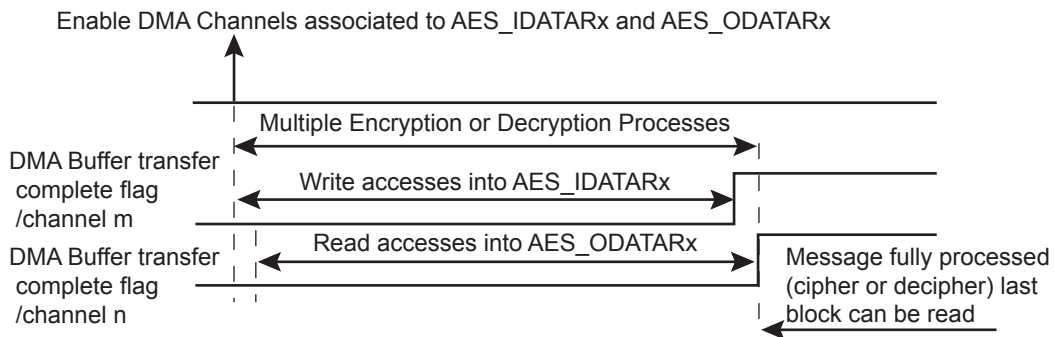 Enable DMA Channels associated to AES_IDATARx and AES_ODATARx
Multiple Encryption or Decryption Processes
DMA Buffer transfer
complete flag
/channel m
Write accesses into AES_IDATARx
Read accesses into AES_ODATARx
DMA Buffer transfer
complete flag
/channel n
Message fully processed
(cipher or decipher) last
block can be read